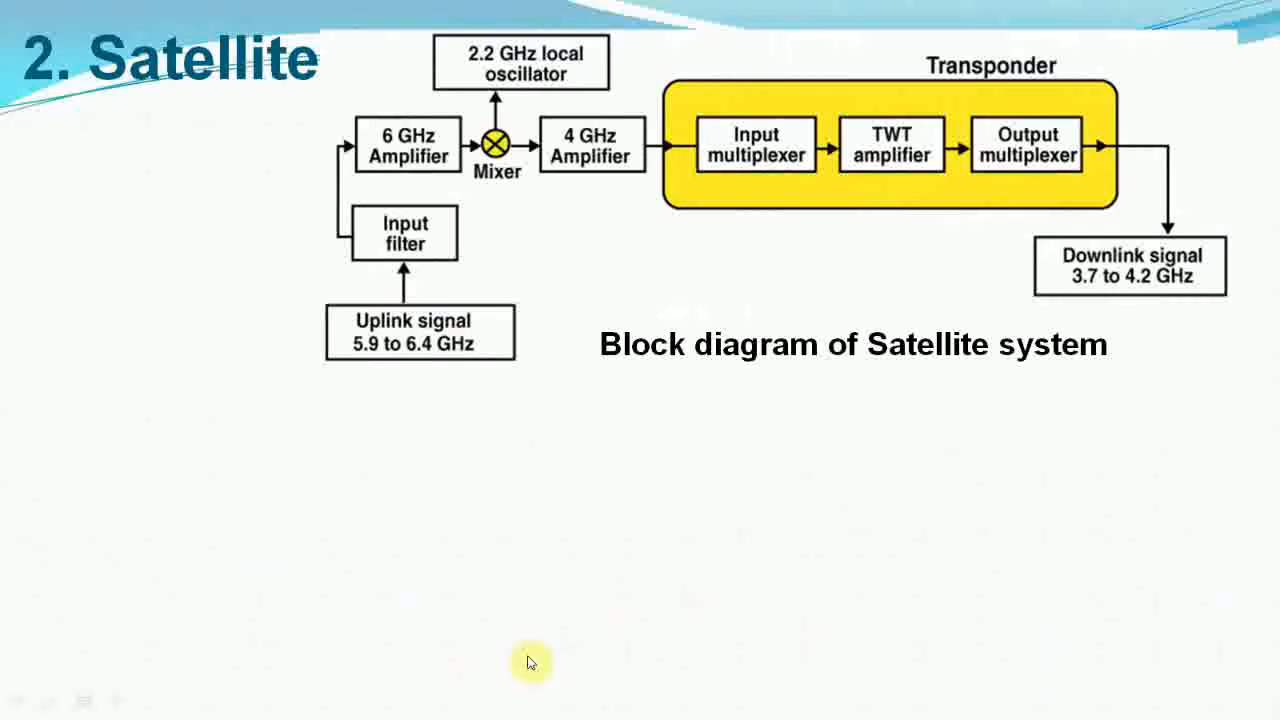 2. Satellite
2.2 GHz local
oscillator
Transponder
6 GHz
Amplifier
Mixer
4 GHz
Amplifier
Input
multiplexer
TWT
amplifier
Output
multiplexer
Input
filter
Downlink signal
3.7 to 4.2 GHz
Uplink signal
5.9 to 6.4 GHz
Block diagram of Satellite system